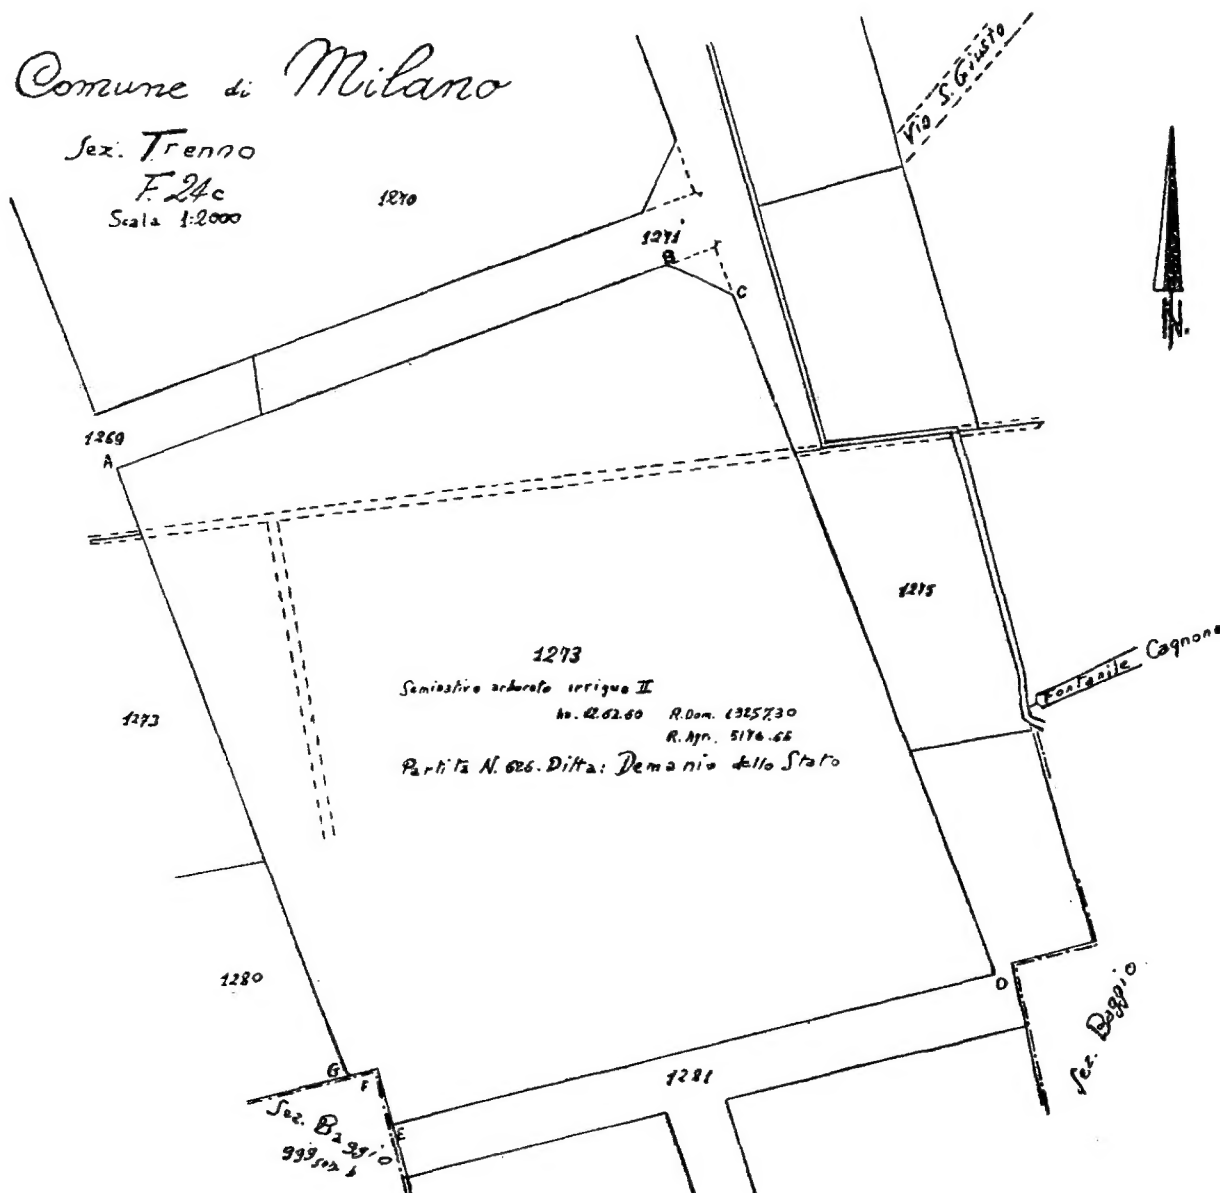 Comune di Milano
Sez. Trenno
F. 24c
Scala 1:2000
Via S. Giusto
1270
1271
B
C
N.
1269
A
1275
1273
Seminativo arborato irriguo II
ha. 12.62.60 R. Dom. 13257.30
R. Agr. 5176.66
Partita N. 626. Ditta: Demanio dello Stato
Fontanile Cagnone
1273
1280
D
Sez. Baggio
G
F
E
1281
Sez. Baggio